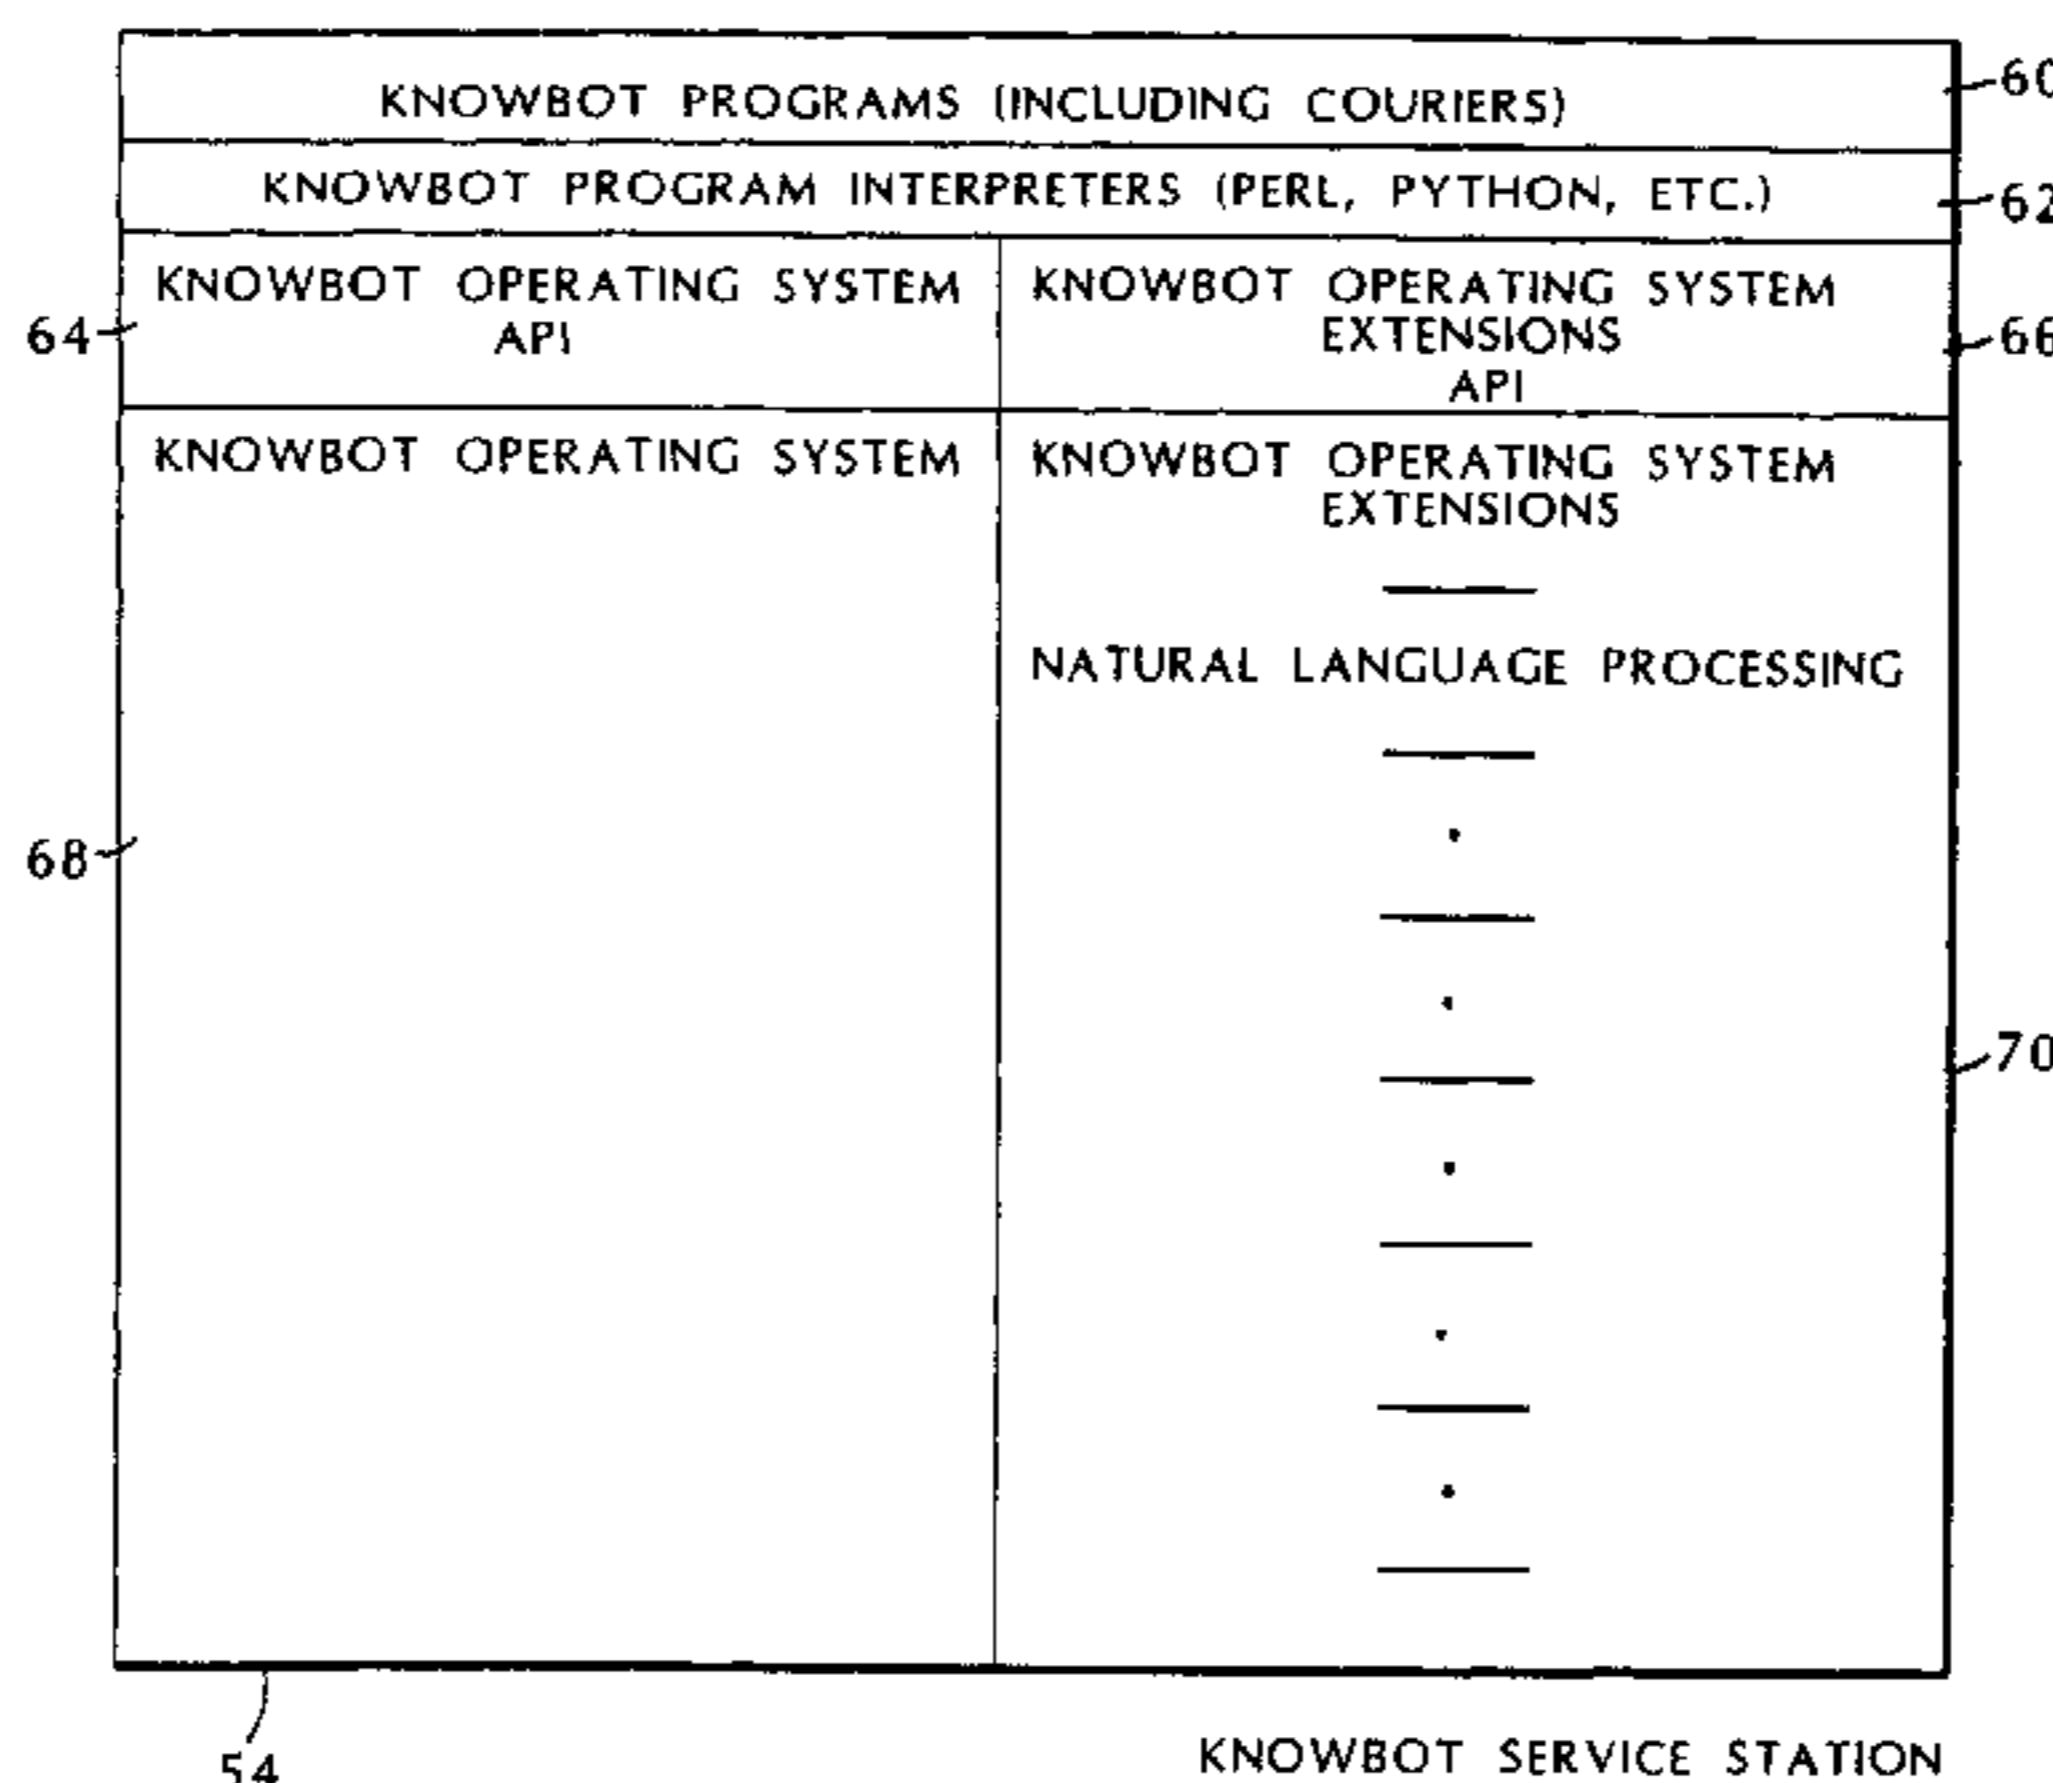 KNOWBOT PROGRAMS (INCLUDING COURIERS)
60
KNOWBOT PROGRAM INTERPRETERS (PERL, PYTHON, ETC.)
62
KNOWBOT OPERATING SYSTEM
API
64
KNOWBOT OPERATING SYSTEM
EXTENSIONS
API
66
KNOWBOT OPERATING SYSTEM
68
KNOWBOT OPERATING SYSTEM
EXTENSIONS
NATURAL LANGUAGE PROCESSING
70
54
KNOWBOT SERVICE STATION